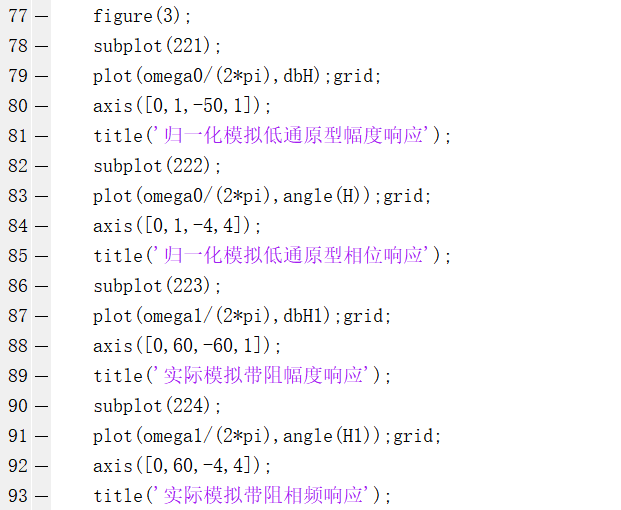 77 — figure(3);
78 — subplot(221);
79 — plot(omega0/(2*pi),dbH);grid;
80 — axis([0,1,-50,1]);
81 — title('归一化模拟低通原型幅度响应');
82 — subplot(222);
83 — plot(omega0/(2*pi),angle(H));grid;
84 — axis([0,1,-4,4]);
85 — title('归一化模拟低通原型相位响应');
86 — subplot(223);
87 — plot(omega1/(2*pi),dbH1);grid;
88 — axis([0,60,-60,1]);
89 — title('实际模拟带阻幅度响应');
90 — subplot(224);
91 — plot(omega1/(2*pi),angle(H1));grid;
92 — axis([0,60,-4,4]);
93 — title('实际模拟带阻相频响应');